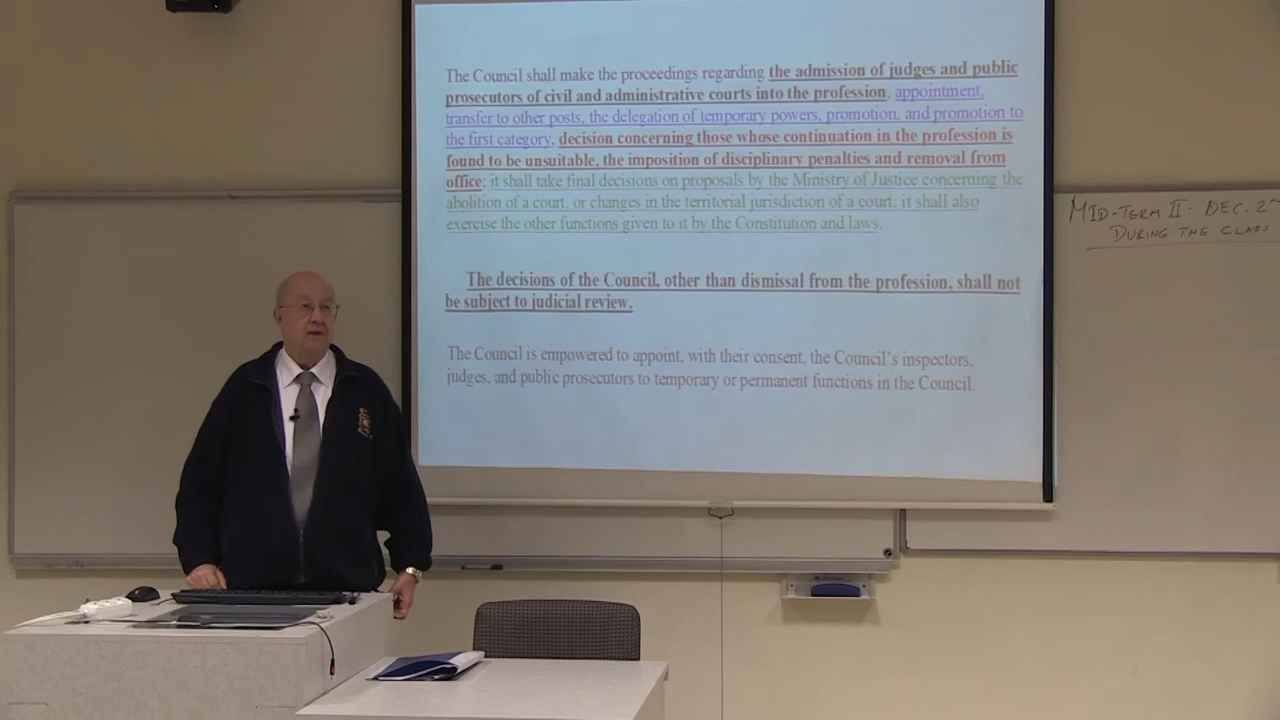 The Council shall make the proceedings regarding the admission of judges and public
prosecutors of civil and administrative courts into the profession, appointment,
transfer to other posts, the delegation of temporary powers, promotion, and promotion to
the first category, decision concerning those whose continuation in the profession is
found to be unsuitable, the imposition of disciplinary penalties and removal from
office; it shall take final decisions on proposals by the Ministry of Justice concerning the
abolition of a court, or changes in the territorial jurisdiction of a court; it shall also
exercise the other functions given to it by the Constitution and laws.
The decisions of the Council, other than dismissal from the profession, shall not
be subject to judicial review.
The Council is empowered to appoint, with their consent, the Council's inspectors,
judges, and public prosecutors to temporary or permanent functions in the Council.
MID-TERM II: DEC. 2
DURING THE CLASS